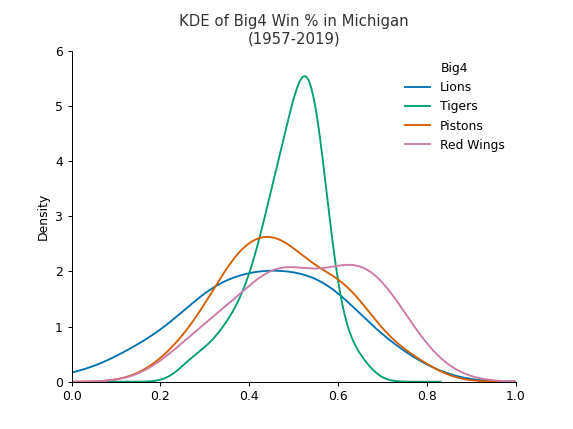 KDE of Big4 Win % in Michigan
(1957-2019)
Big4
Lions
Tigers
Pistons
Red Wings
Density
6
5
4
3
2
1
0
0.0 0.2 0.4 0.6 0.8 1.0